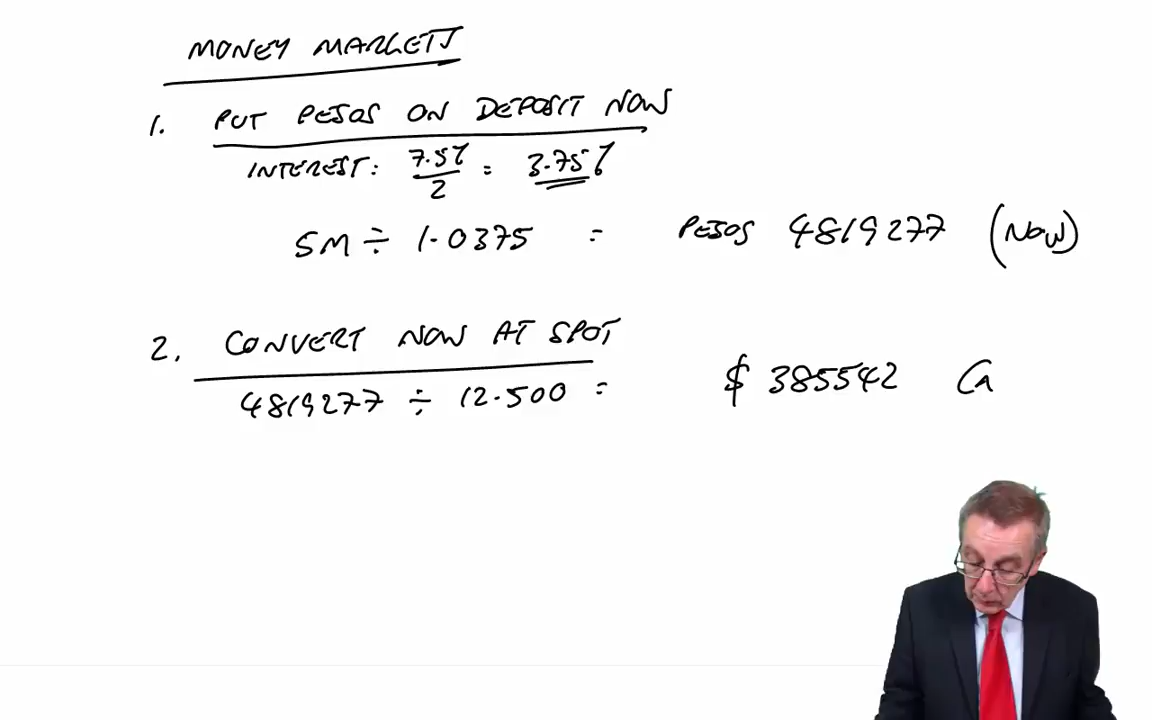 MONEY MARKETS
1. PUT PESOS ON DEPOSIT NOW
INTEREST: 7.5%/2 = 3.75%
5M ÷ 1.0375 = PESOS 4819277 (NOW)
2. CONVERT NOW AT SPOT
4819277 ÷ 12.500 = $ 385542